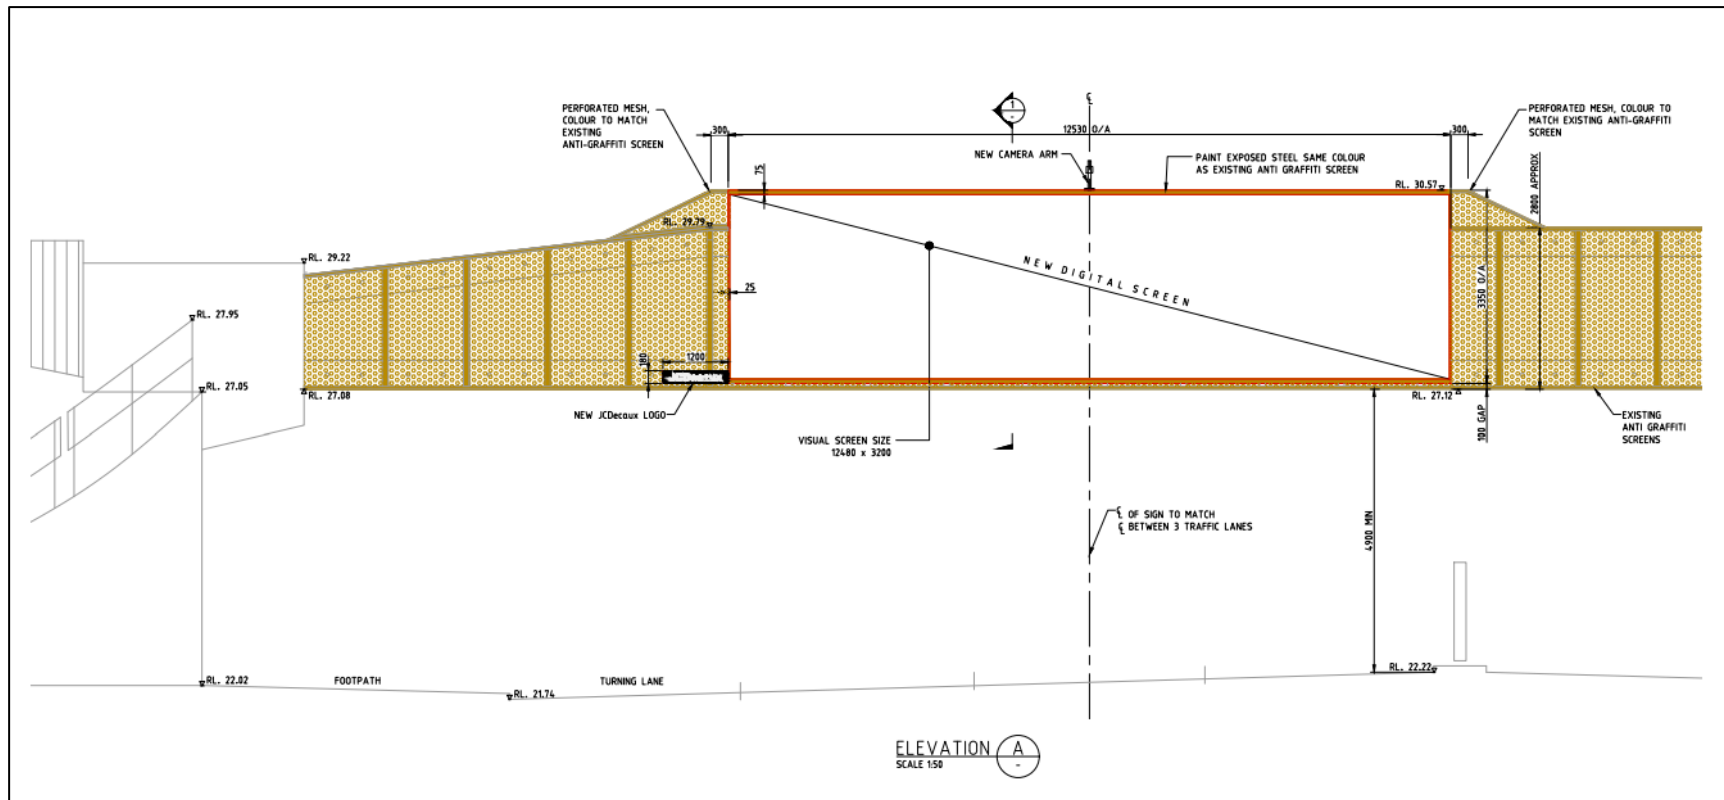 PERFORATED MESH,
COLOUR TO MATCH
EXISTING
ANTI-GRAFFITI SCREEN
300
12530 O/A
300
1
-
℄
NEW CAMERA ARM
PAINT EXPOSED STEEL SAME COLOUR
AS EXISTING ANTI GRAFFITI SCREEN
PERFORATED MESH, COLOUR TO
MATCH EXISTING ANTI-GRAFFITI
SCREEN
75
RL. 30.57
2800 APPROX
RL. 29.79
RL. 29.22
NEW DIGITAL SCREEN
25
3350 O/A
RL. 27.95
180
1200
RL. 27.05
RL. 27.08
RL. 27.12
100 GAP
NEW JCDecaux LOGO
VISUAL SCREEN SIZE
12480 x 3200
EXISTING
ANTI GRAFFITI
SCREENS
℄ OF SIGN TO MATCH
℄ BETWEEN 3 TRAFFIC LANES
4900 MIN
RL. 22.22
RL. 22.02
FOOTPATH
TURNING LANE
RL. 21.74
ELEVATION A
SCALE 1:50
-